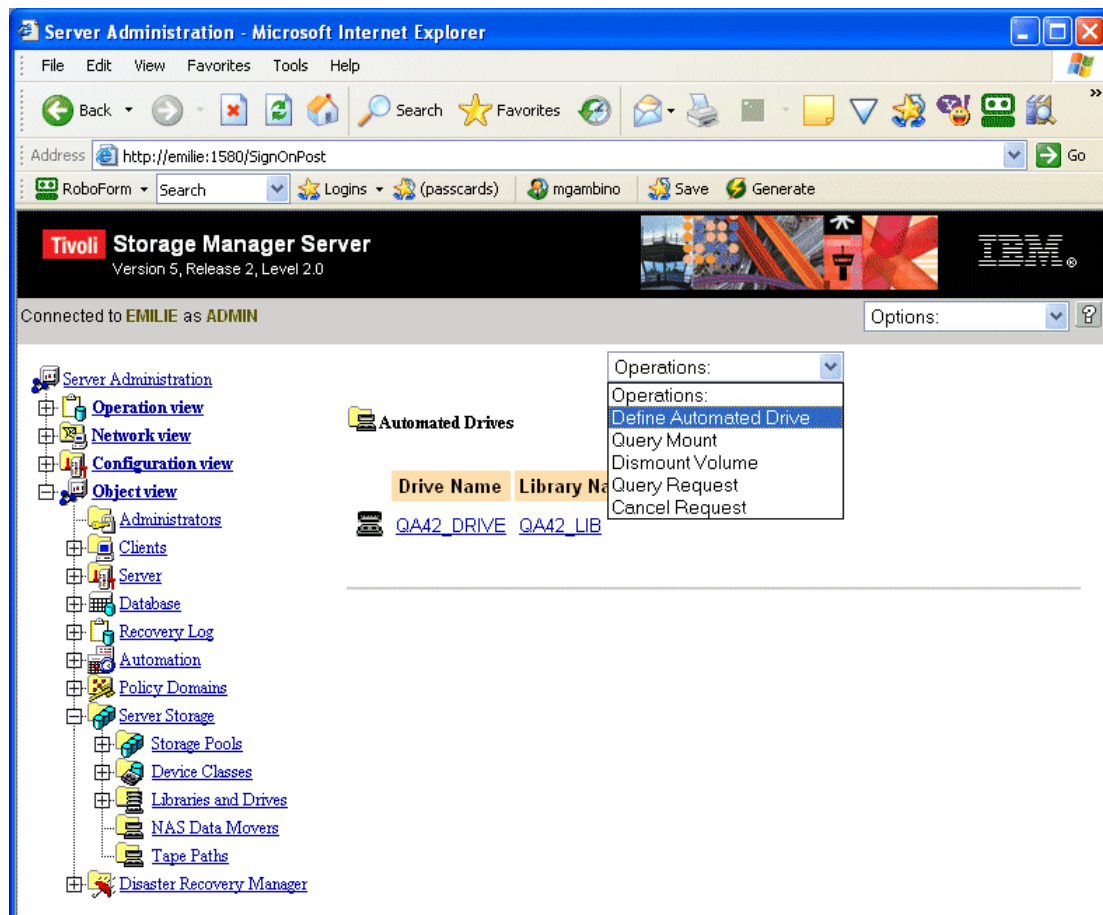 Server Administration - Microsoft Internet Explorer
File Edit View Favorites Tools Help
Back Search Favorites »
Address http://emilie:1580/SignOnPost Go
RoboForm Search Logins (passcards) mgambino Save Generate
Tivoli Storage Manager Server
Version 5, Release 2, Level 2.0
IBM®
Connected to EMILIE as ADMIN Options: ?
Operations:
Operations:
Define Automated Drive
Query Mount
Dismount Volume
Query Request
Cancel Request
Automated Drives
Drive Name Library Na
QA42_DRIVE QA42_LIB
Server Administration
Operation view
Network view
Configuration view
Object view
Administrators
Clients
Server
Database
Recovery Log
Automation
Policy Domains
Server Storage
Storage Pools
Device Classes
Libraries and Drives
NAS Data Movers
Tape Paths
Disaster Recovery Manager